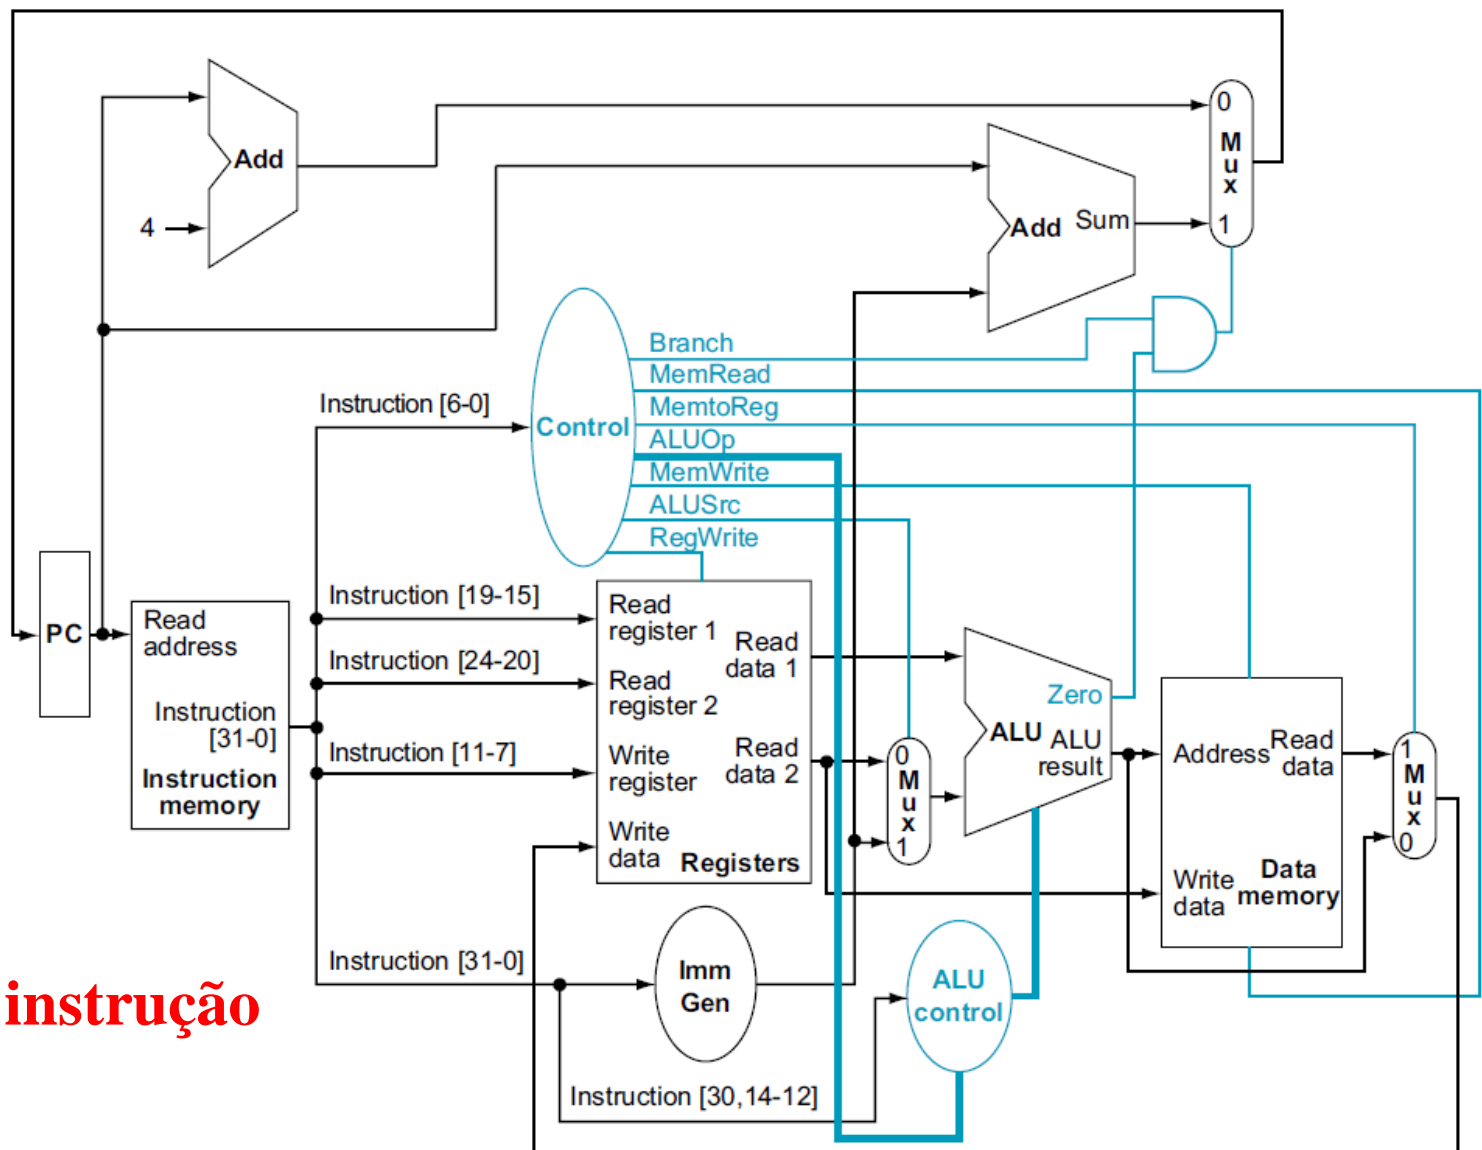 Add
4
0
Mux
1
Add Sum
Branch
MemRead
MemtoReg
ALUOp
MemWrite
ALUSrc
RegWrite
Control
Instruction [6-0]
PC
Read
address
Instruction
[31-0]
Instruction
memory
Instruction [19-15]
Instruction [24-20]
Instruction [11-7]
Instruction [31-0]
Read
register 1
Read
data 1
Read
register 2
Write
register
Read
data 2
Write
data
Registers
0
Mux
1
Zero
ALU
ALU
result
Address
Read
data
Write
data
Data
memory
1
Mux
0
Imm
Gen
ALU
control
Instruction [30,14-12]
instrução